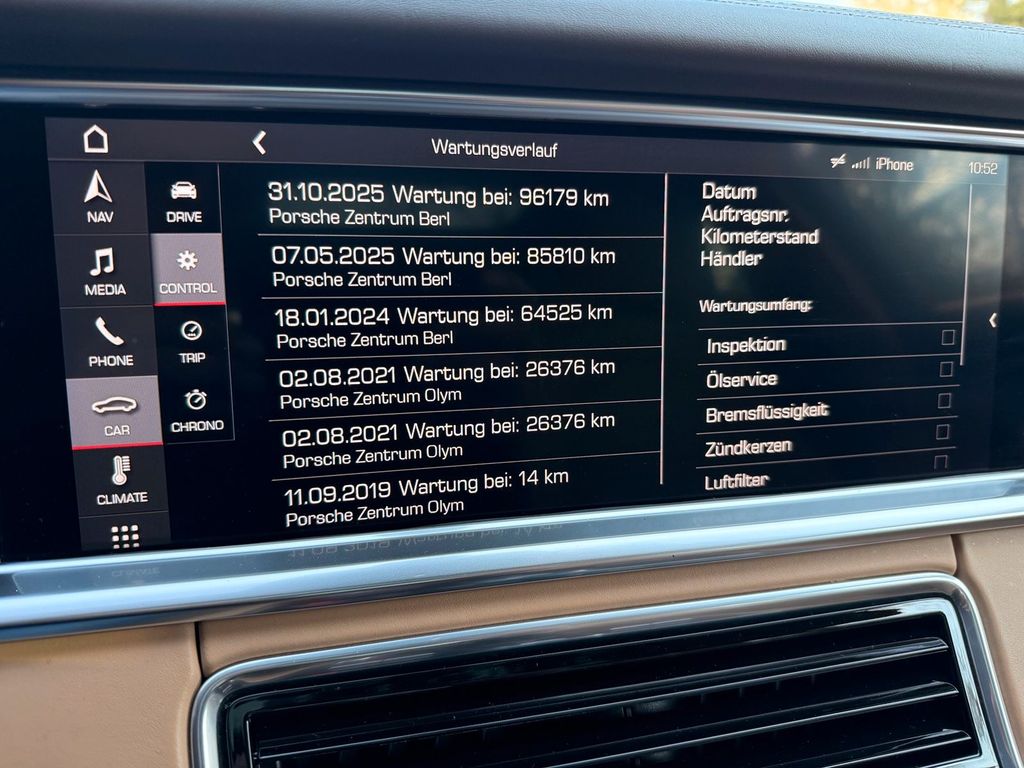 Wartungsverlauf
iPhone
10:52
NAV
MEDIA
PHONE
CAR
CLIMATE
DRIVE
CONTROL
TRIP
CHRONO
31.10.2025 Wartung bei: 96179 km
Porsche Zentrum Berl
07.05.2025 Wartung bei: 85810 km
Porsche Zentrum Berl
18.01.2024 Wartung bei: 64525 km
Porsche Zentrum Berl
02.08.2021 Wartung bei: 26376 km
Porsche Zentrum Olym
02.08.2021 Wartung bei: 26376 km
Porsche Zentrum Olym
11.09.2019 Wartung bei: 14 km
Porsche Zentrum Olym
Datum
Auftragsnr.
Kilometerstand
Händler
Wartungsumfang:
Inspektion
Ölservice
Bremsflüssigkeit
Zündkerzen
Luftfilter